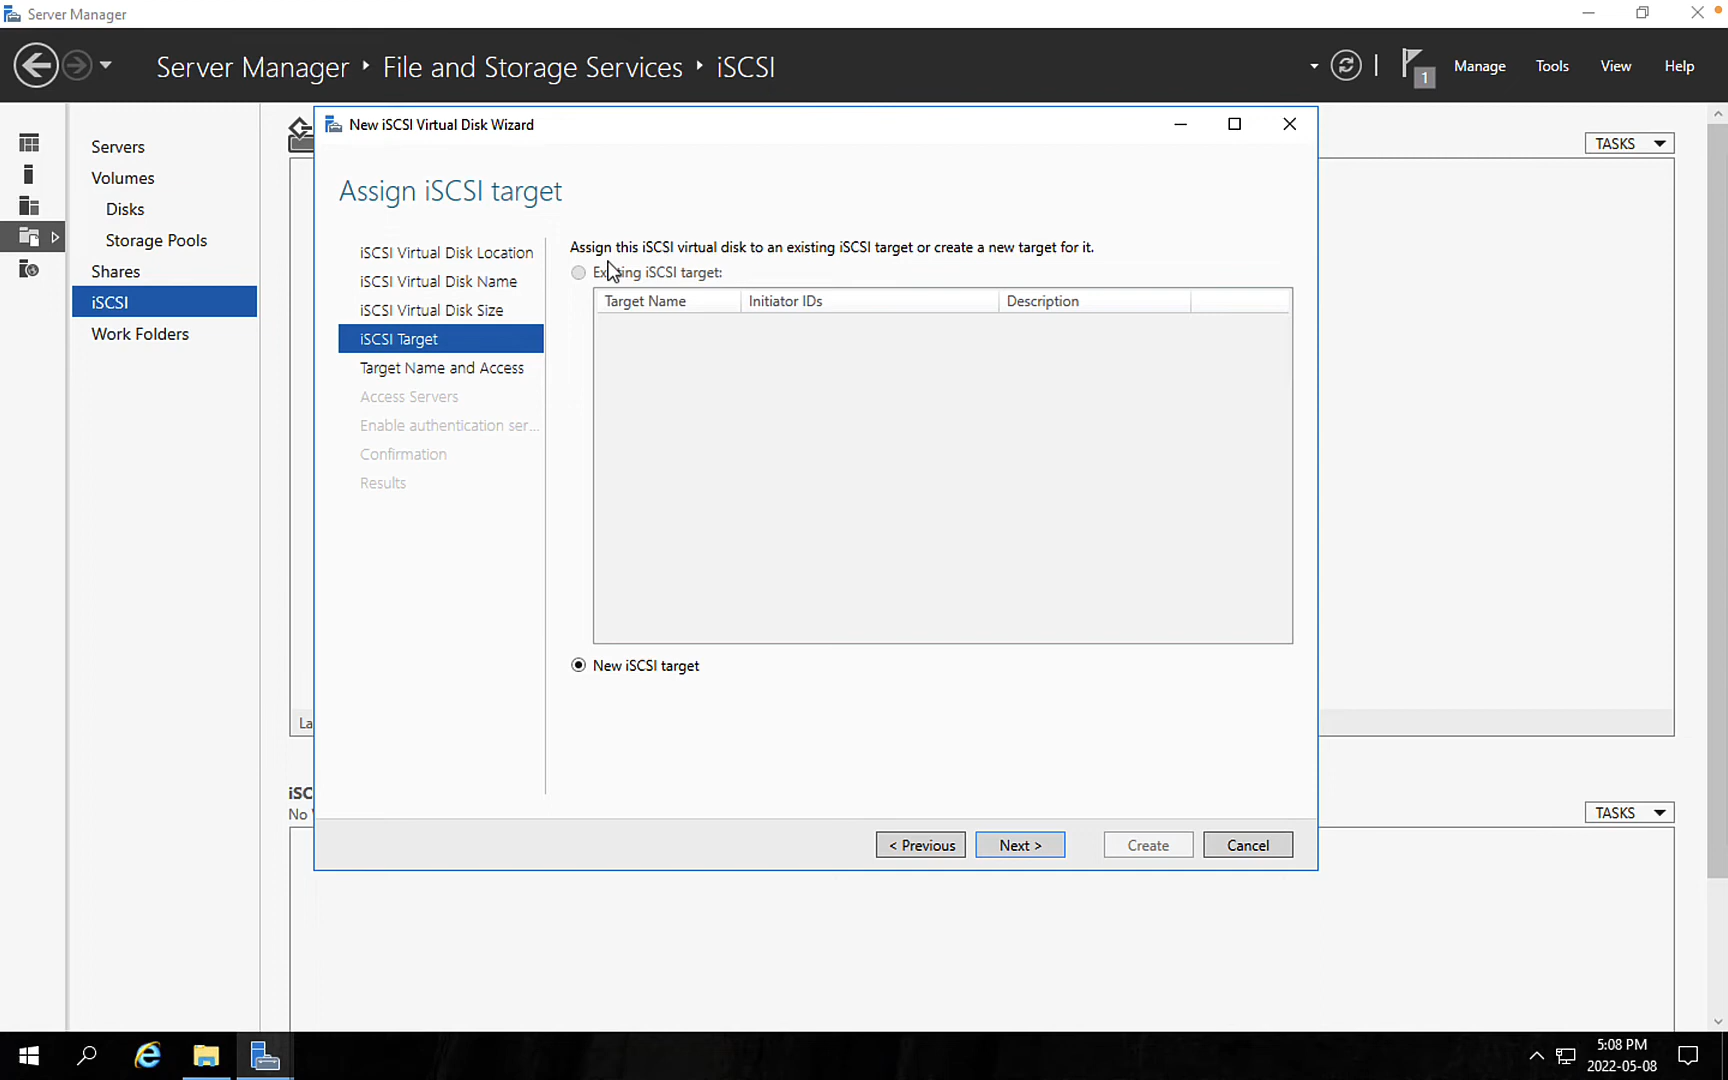 Server Manager
Server Manager ‣ File and Storage Services ‣ iSCSI
1
Manage
Tools
View
Help
Servers
Volumes
Disks
Storage Pools
Shares
iSCSI
Work Folders
TASKS
New iSCSI Virtual Disk Wizard
Assign iSCSI target
iSCSI Virtual Disk Location
iSCSI Virtual Disk Name
iSCSI Virtual Disk Size
iSCSI Target
Target Name and Access
Access Servers
Enable authentication ser...
Confirmation
Results
Assign this iSCSI virtual disk to an existing iSCSI target or create a new target for it.
Existing iSCSI target:
Target Name
Initiator IDs
Description
New iSCSI target
La
iSC
No
TASKS
< Previous
Next >
Create
Cancel
5:08 PM
2022-05-08